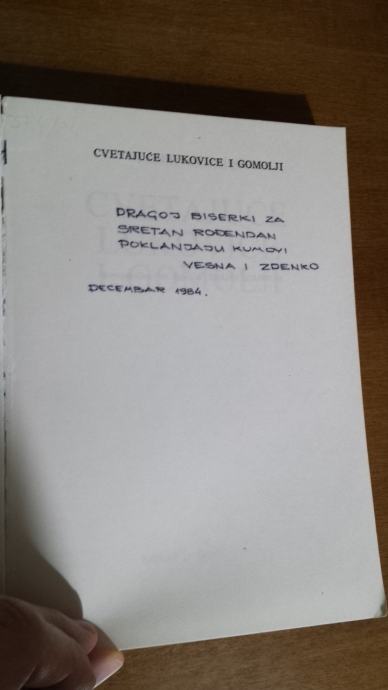 CVETAJUĆE LUKOVICE I GOMOLJI
DRAGOJ BISERKI ZA
SRETAN ROĐENDAN
POKLANJAJU KUMOVI
VESNA I ZDENKO
DECEMBAR 1984.